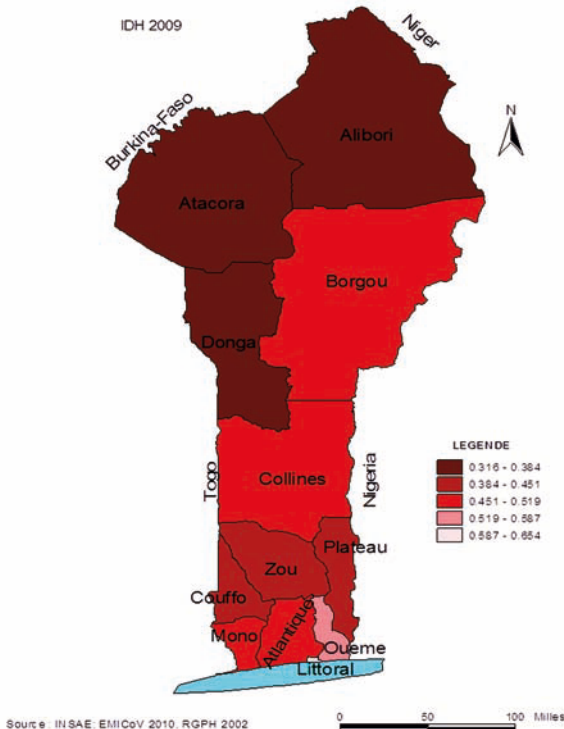 IDH 2009
Niger
Burkina-Faso
N
Alibori
Atacora
Borgou
Donga
LEGENDE
0.316 - 0.384
0.384 - 0.451
0.451 - 0.519
0.519 - 0.587
0.587 - 0.654
Togo
Collines
Nigeria
Plateau
Zou
Couffo
Mono
Atlantique
Oueme
Littoral
Source: INSAE: EMICoV 2010. RGPH 2002
0 50 100 Milles